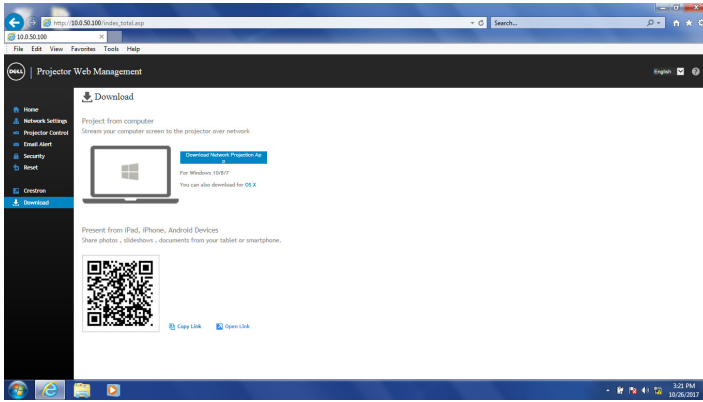 http://10.0.50.100/index_total.asp
Search...
10.0.50.100
File Edit View Favorites Tools Help
DELL | Projector Web Management
English
Download
Home
Network Settings
Projector Control
Email Alert
Security
Reset
Crestron
Download
Project from computer
Stream your computer screen to the projector over network
Download Network Projection Ap
p
For Windows 10/8/7
You can also download for OS X
Present from iPad, iPhone, Android Devices
Share photos , slideshows , documents from your tablet or smartphone.
Copy Link
Open Link
3:21 PM
10/26/2017